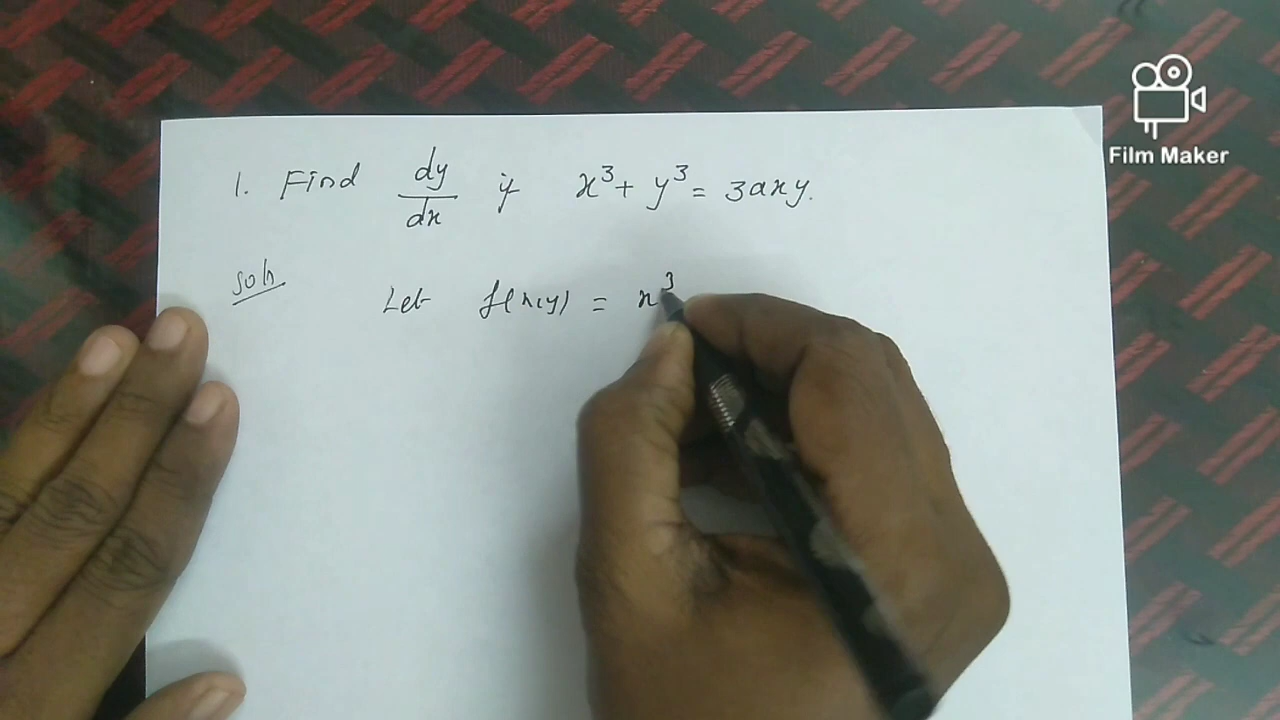 Film Maker
1. Find dy/dx if x³ + y³ = 3axy.
Soln
Let f(x,y) = x³